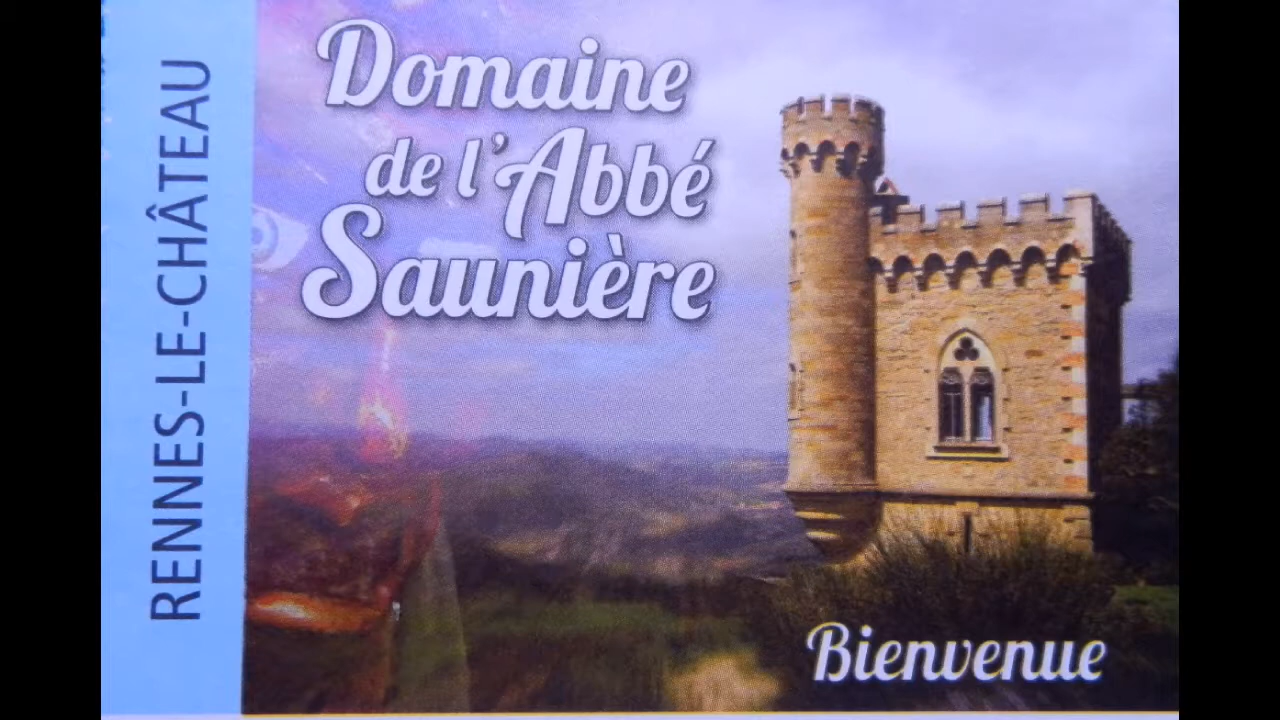 RENNES-LE-CHÂTEAU
Domaine
de l'Abbé
Saunière
Bienvenue